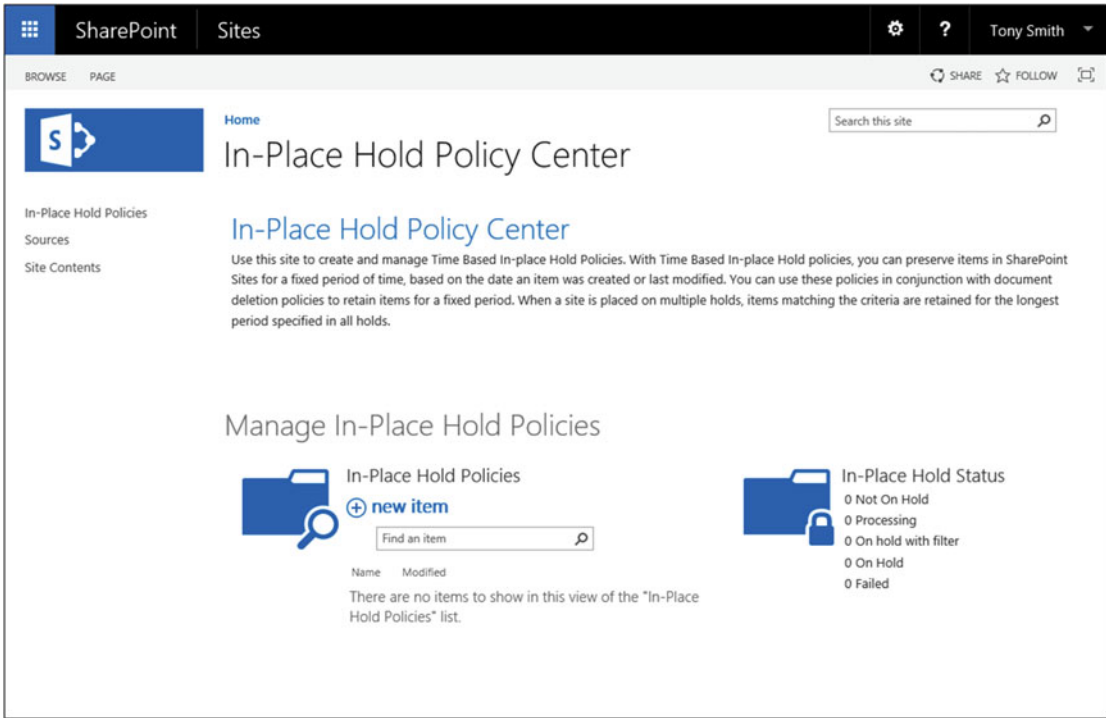 SharePoint Sites ? Tony Smith
BROWSE PAGE SHARE FOLLOW
S
Home
Search this site
In-Place Hold Policy Center
In-Place Hold Policies
Sources
Site Contents
In-Place Hold Policy Center
Use this site to create and manage Time Based In-place Hold Policies. With Time Based In-place Hold policies, you can preserve items in SharePoint
Sites for a fixed period of time, based on the date an item was created or last modified. You can use these policies in conjunction with document
deletion policies to retain items for a fixed period. When a site is placed on multiple holds, items matching the criteria are retained for the longest
period specified in all holds.
Manage In-Place Hold Policies
In-Place Hold Policies
new item
Find an item
Name Modified
There are no items to show in this view of the "In-Place
Hold Policies" list.
In-Place Hold Status
0 Not On Hold
0 Processing
0 On hold with filter
0 On Hold
0 Failed